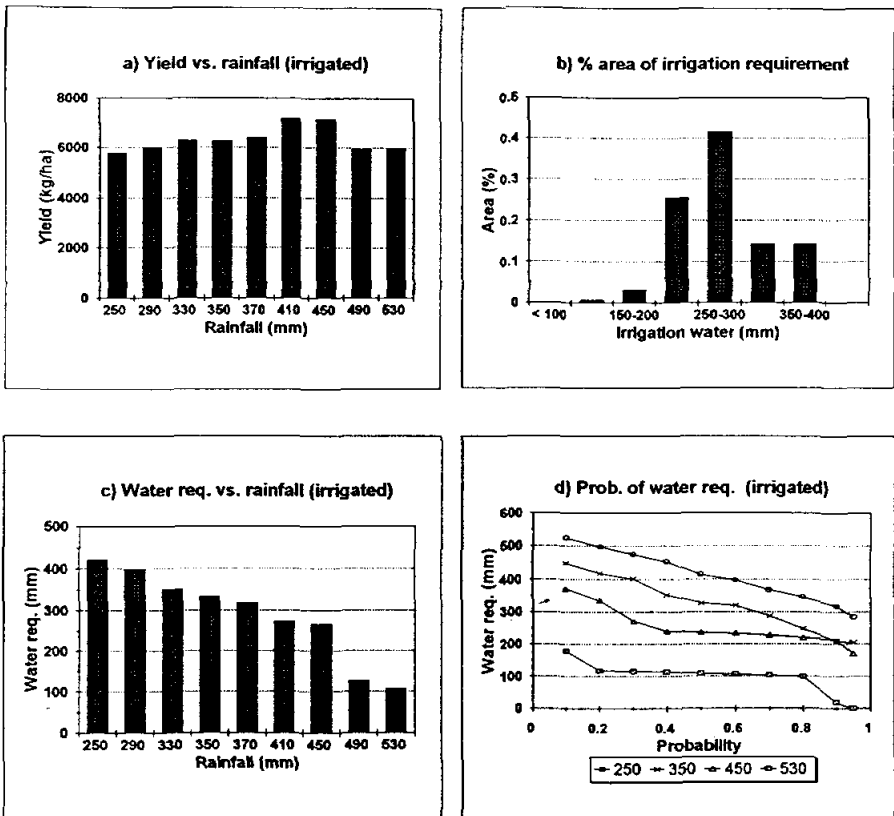 a) Yield vs. rainfall (irrigated)
8000
6000
4000
2000
0
Yield (kg/ha)
250 290 330 350 370 410 450 490 530
Rainfall (mm)
b) % area of irrigation requirement
0.5
0.4
0.3
0.2
0.1
0
Area (%)
< 100 150-200 250-300 350-400
Irrigation water (mm)
c) Water req. vs. rainfall (irrigated)
500
400
300
200
100
0
Water req. (mm)
250 290 330 350 370 410 450 490 530
Rainfall (mm)
d) Prob. of water req. (irrigated)
600
500
400
300
200
100
0
Water req. (mm)
0 0.2 0.4 0.6 0.8 1
Probability
250 350 450 530